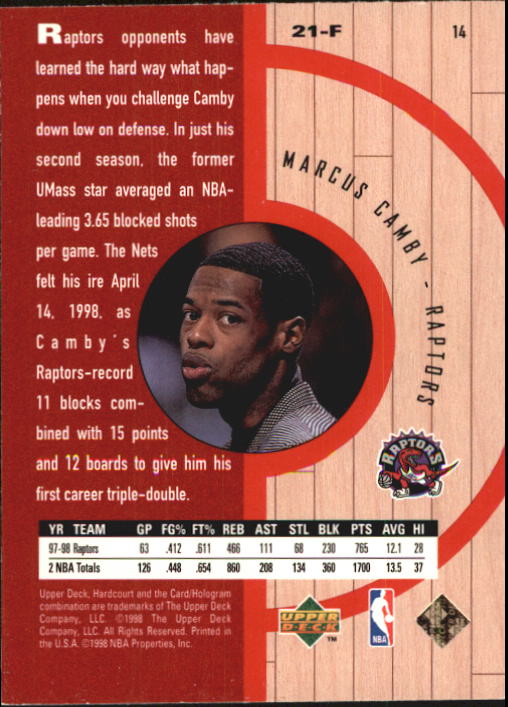 21-F
14
Raptors opponents have
learned the hard way what hap-
pens when you challenge Camby
down low on defense. In just his
second season, the former
UMass star averaged an NBA-
leading 3.65 blocked shots
per game. The Nets
felt his ire April
14, 1998, as
Camby's
Raptors-record
11 blocks com-
bined with 15 points
and 12 boards to give him his
first career triple-double.
MARCUS CAMBY - RAPTORS
RAPTORS
YR TEAM GP FG% FT% REB AST STL BLK PTS AVG HI
97-98 Raptors 63 .412 .611 466 111 68 230 765 12.1 28
2 NBA Totals 126 .448 .654 860 208 134 360 1700 13.5 37
Upper Deck, Hardcourt and the Card/Hologram
combination are trademarks of The Upper Deck
Company, LLC. ©1998 The Upper Deck
Company, LLC. All Rights Reserved. Printed in
the U.S.A. ©1998 NBA Properties, Inc.
UPPER
DECK
TM
NBA